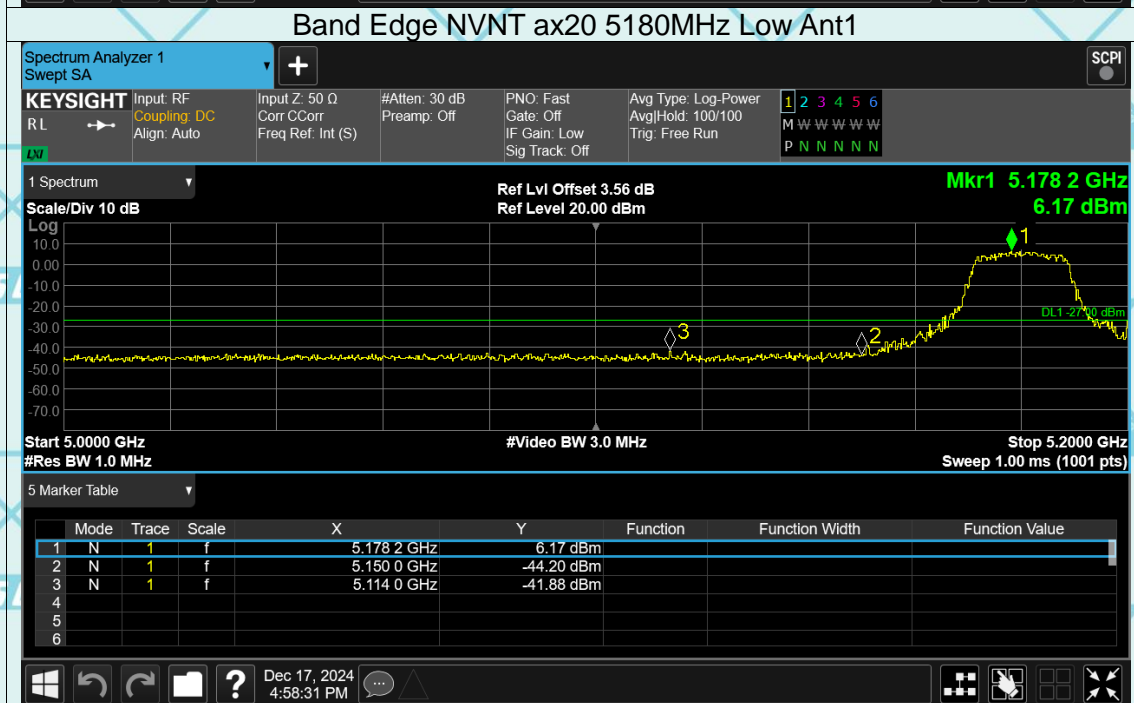 Band Edge NVNT ax20 5180MHz Low Ant1
Spectrum Analyzer 1
Swept SA
SCPI
KEYSIGHT Input: RF Input Z: 50 Ω #Atten: 30 dB PNO: Fast Avg Type: Log-Power 1 2 3 4 5 6
RL Coupling: DC Corr CCorr Preamp: Off Gate: Off Avg|Hold: 100/100 M W W W W W
Align: Auto Freq Ref: Int (S) IF Gain: Low Trig: Free Run
LXI Sig Track: Off P N N N N N
1 Spectrum
Ref Lvl Offset 3.56 dB Mkr1 5.178 2 GHz
Scale/Div 10 dB Ref Level 20.00 dBm 6.17 dBm
Log
10.0
0.00
-10.0
-20.0
-30.0
-40.0
-50.0
-60.0
-70.0
1
DL1 -27.00 dBm
3
2
Start 5.0000 GHz #Video BW 3.0 MHz Stop 5.2000 GHz
#Res BW 1.0 MHz Sweep 1.00 ms (1001 pts)
5 Marker Table
Mode Trace Scale X Y Function Function Width Function Value
1 N 1 f 5.178 2 GHz 6.17 dBm
2 N 1 f 5.150 0 GHz -44.20 dBm
3 N 1 f 5.114 0 GHz -41.88 dBm
4
5
6
? Dec 17, 2024
4:58:31 PM